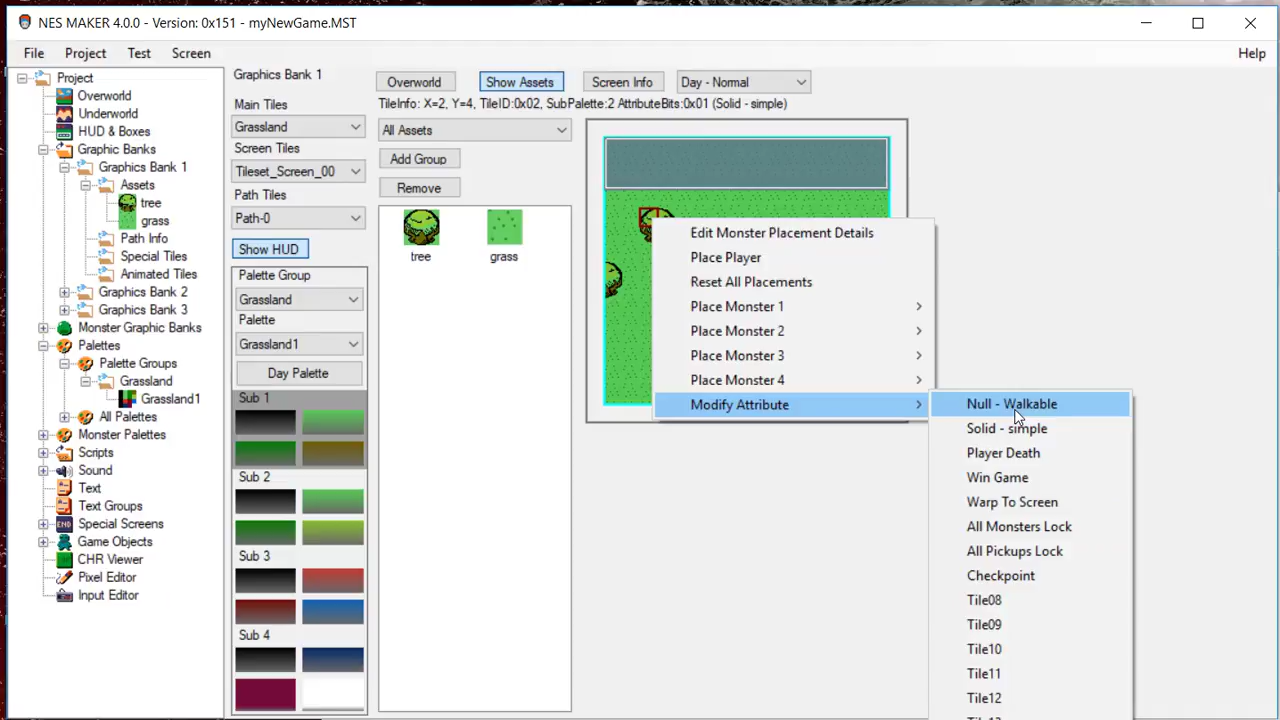 NES MAKER 4.0.0 - Version: 0x151 - myNewGame.MST
File Project Test Screen Help
Project
Overworld
Underworld
HUD & Boxes
Graphic Banks
Graphics Bank 1
Assets
tree
grass
Path Info
Special Tiles
Animated Tiles
Graphics Bank 2
Graphics Bank 3
Monster Graphic Banks
Palettes
Palette Groups
Grassland
Grassland1
All Palettes
Monster Palettes
Scripts
Sound
Text
Text Groups
Special Screens
Game Objects
CHR Viewer
Pixel Editor
Input Editor
Graphics Bank 1
Main Tiles
Grassland
Screen Tiles
Tileset_Screen_00
Path Tiles
Path-0
Show HUD
Palette Group
Grassland
Palette
Grassland1
Day Palette
Sub 1
Sub 2
Sub 3
Sub 4
Overworld Show Assets Screen Info Day - Normal
TileInfo: X=2, Y=4, TileID:0x02, SubPalette:2 AttributeBits:0x01 (Solid - simple)
All Assets
Add Group
Remove
tree grass
Edit Monster Placement Details
Place Player
Reset All Placements
Place Monster 1
Place Monster 2
Place Monster 3
Place Monster 4
Modify Attribute
Null - Walkable
Solid - simple
Player Death
Win Game
Warp To Screen
All Monsters Lock
All Pickups Lock
Checkpoint
Tile08
Tile09
Tile10
Tile11
Tile12